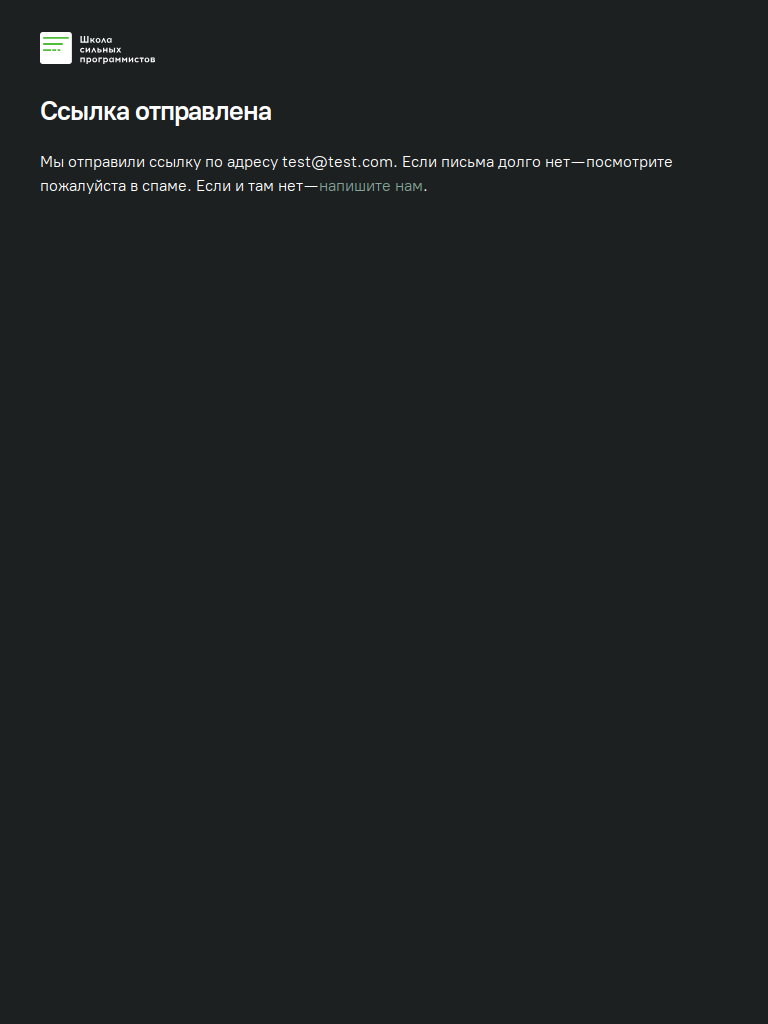 Школа
сильных
программистов
Ссылка отправлена
Мы отправили ссылку по адресу test@test.com. Если письма долго нет—посмотрите
пожалуйста в спаме. Если и там нет—напишите нам.